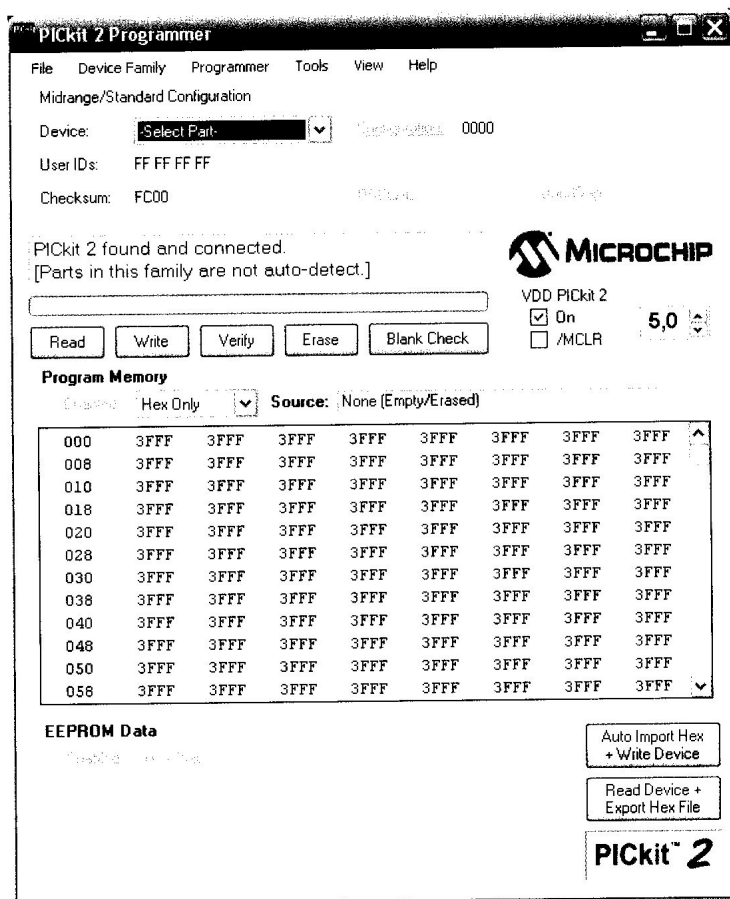 PICkit 2 Programmer
File Device Family Programmer Tools View Help
Midrange/Standard Configuration
Device: -Select Part- Configuration: 0000
User IDs: FF FF FF FF
Checksum: FC00
PICkit 2 found and connected.
[Parts in this family are not auto-detect.]
MICROCHIP
VDD PICkit 2
On
/MCLR
5,0
Read Write Verify Erase Blank Check
Program Memory
Enabled Hex Only Source: None (Empty/Erased)
000 3FFF 3FFF 3FFF 3FFF 3FFF 3FFF 3FFF 3FFF
008 3FFF 3FFF 3FFF 3FFF 3FFF 3FFF 3FFF 3FFF
010 3FFF 3FFF 3FFF 3FFF 3FFF 3FFF 3FFF 3FFF
018 3FFF 3FFF 3FFF 3FFF 3FFF 3FFF 3FFF 3FFF
020 3FFF 3FFF 3FFF 3FFF 3FFF 3FFF 3FFF 3FFF
028 3FFF 3FFF 3FFF 3FFF 3FFF 3FFF 3FFF 3FFF
030 3FFF 3FFF 3FFF 3FFF 3FFF 3FFF 3FFF 3FFF
038 3FFF 3FFF 3FFF 3FFF 3FFF 3FFF 3FFF 3FFF
040 3FFF 3FFF 3FFF 3FFF 3FFF 3FFF 3FFF 3FFF
048 3FFF 3FFF 3FFF 3FFF 3FFF 3FFF 3FFF 3FFF
050 3FFF 3FFF 3FFF 3FFF 3FFF 3FFF 3FFF 3FFF
058 3FFF 3FFF 3FFF 3FFF 3FFF 3FFF 3FFF 3FFF
EEPROM Data
Auto Import Hex
+ Write Device
Read Device +
Export Hex File
PICkit™ 2